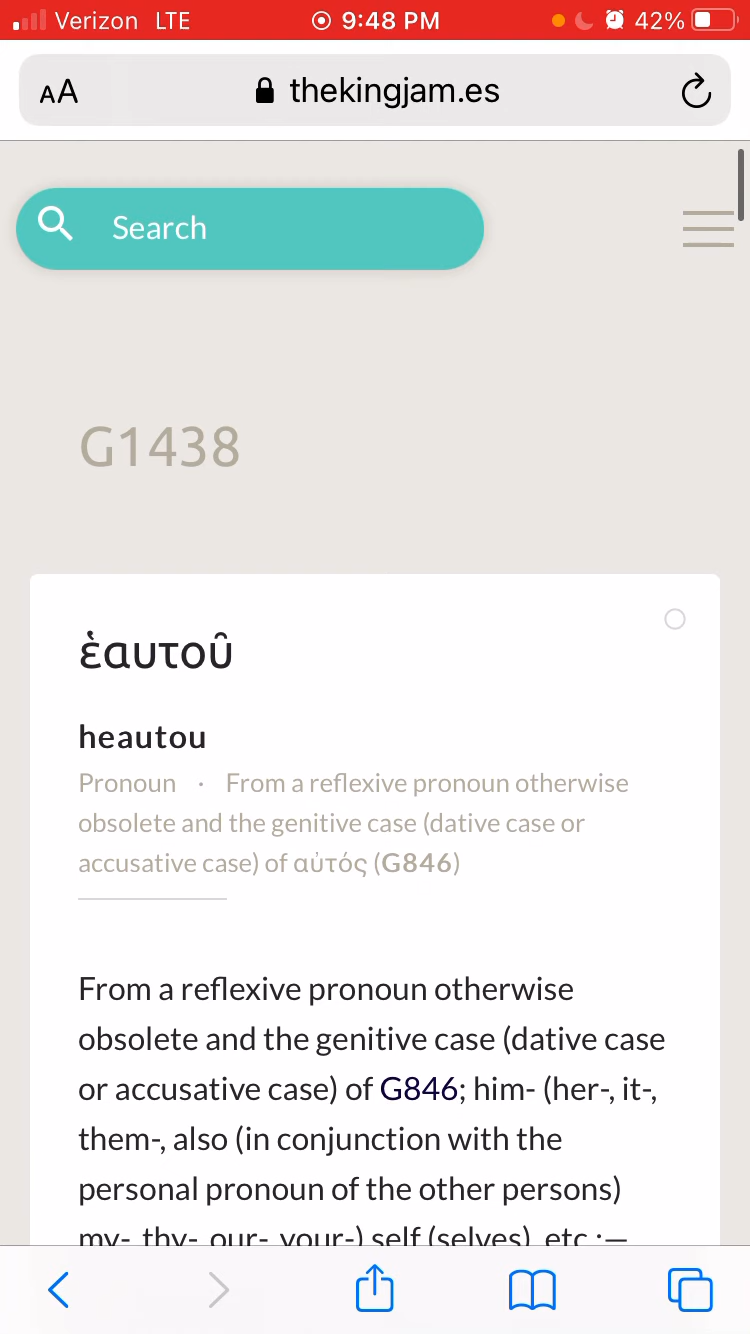 Verizon LTE 9:48 PM 42%
AA thekingjam.es
Search
G1438
ἑαυτοῦ
heautou
Pronoun · From a reflexive pronoun otherwise
obsolete and the genitive case (dative case or
accusative case) of αὐτός (G846)
From a reflexive pronoun otherwise
obsolete and the genitive case (dative case
or accusative case) of G846; him- (her-, it-,
them-, also (in conjunction with the
personal pronoun of the other persons)
my-, thy-, our-, your-) self (selves), etc.:—